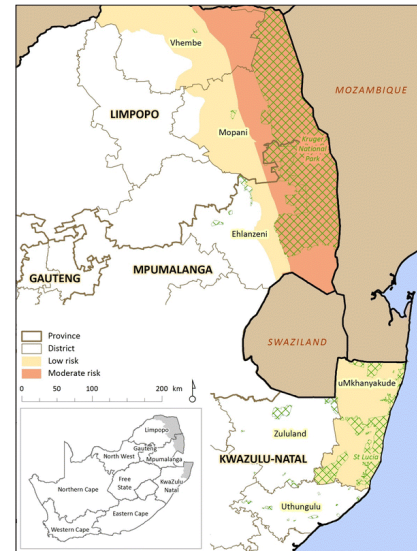 Vhembe
MOZAMBIQUE
LIMPOPO
Mopani
Kruger
National
Park
Ehlanzeni
MPUMALANGA
GAUTENG
SWAZILAND
Province
District
Low risk
Moderate risk
0 50 100 200 km
uMkhanyakude
Zululand
St Lucia
KWAZULU-NATAL
Uthungulu
Limpopo
Gauteng
North West
Mpumalanga
Free
State
KwaZulu
Natal
Northern Cape
Eastern Cape
Western Cape